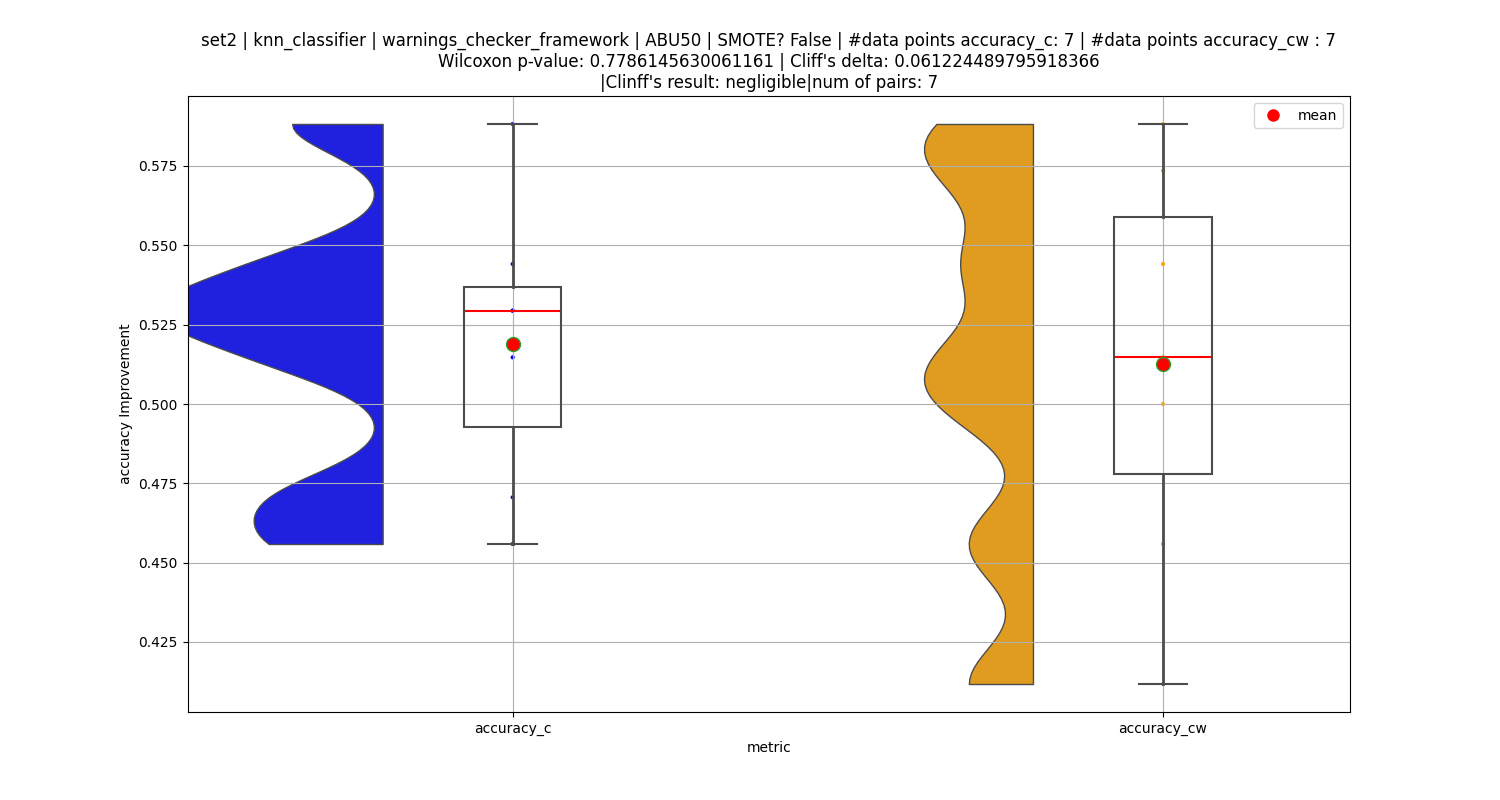 set2 | knn_classifier | warnings_checker_framework | ABU50 | SMOTE? False | #data points accuracy_c: 7 | #data points accuracy_cw : 7
Wilcoxon p-value: 0.7786145630061161 | Cliff's delta: 0.061224489795918366
|Clinff's result: negligible|num of pairs: 7
mean
0.575
0.550
0.525
0.500
0.475
0.450
0.425
accuracy Improvement
accuracy_c
accuracy_cw
metric